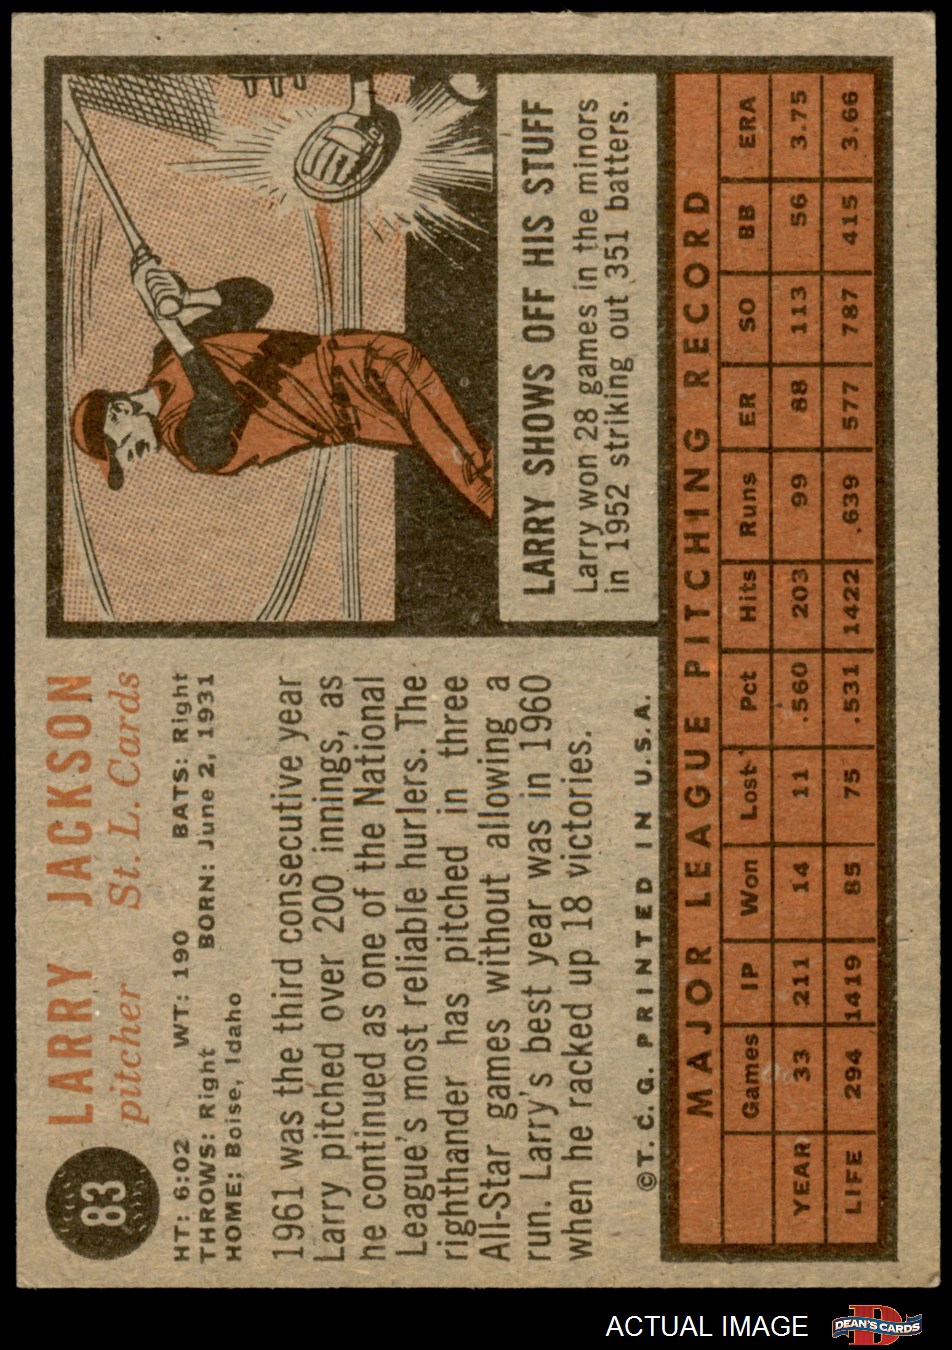 83
LARRY JACKSON
pitcher St. L. Cards
HT: 6:02 WT: 190 BATS: Right
THROWS: Right BORN: June 2, 1931
HOME: Boise, Idaho
1961 was the third consecutive year
Larry pitched over 200 innings, as
he continued as one of the National
League's most reliable hurlers. The
righthander has pitched in three
All-Star games without allowing a
run. Larry's best year was in 1960
when he racked up 18 victories.
©T. C. G. PRINTED IN U.S.A.
LARRY SHOWS OFF HIS STUFF
Larry won 28 games in the minors
in 1952 striking out 351 batters.
MAJOR LEAGUE PITCHING RECORD
Games IP Won Lost Pct Hits Runs ER SO BB ERA
YEAR 33 211 14 11 .560 203 99 88 113 56 3.75
LIFE 294 1419 85 75 .531 1422 .639 577 787 415 3.66
ACTUAL IMAGE
DEAN'S CARDS